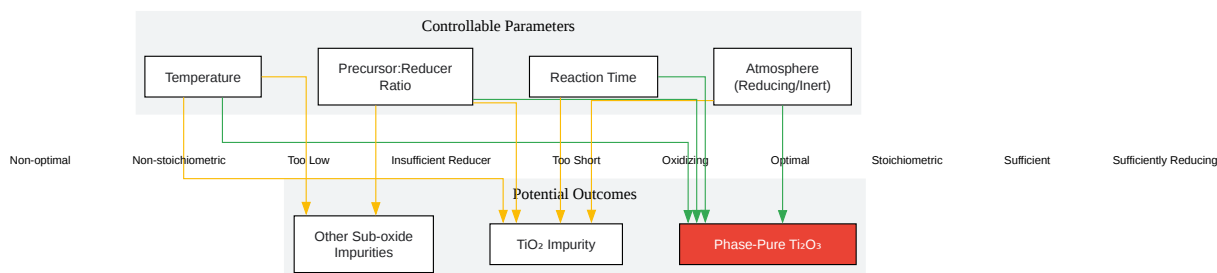 Controllable Parameters
Temperature
Precursor:Reducer
Ratio
Reaction Time
Atmosphere
(Reducing/Inert)
Non-optimal
Non-stoichiometric
Too Low
Insufficient Reducer
Too Short
Oxidizing
Optimal
Stoichiometric
Sufficient
Sufficiently Reducing
Potential Outcomes
Other Sub-oxide
Impurities
TiO₂ Impurity
Phase-Pure Ti₂O₃